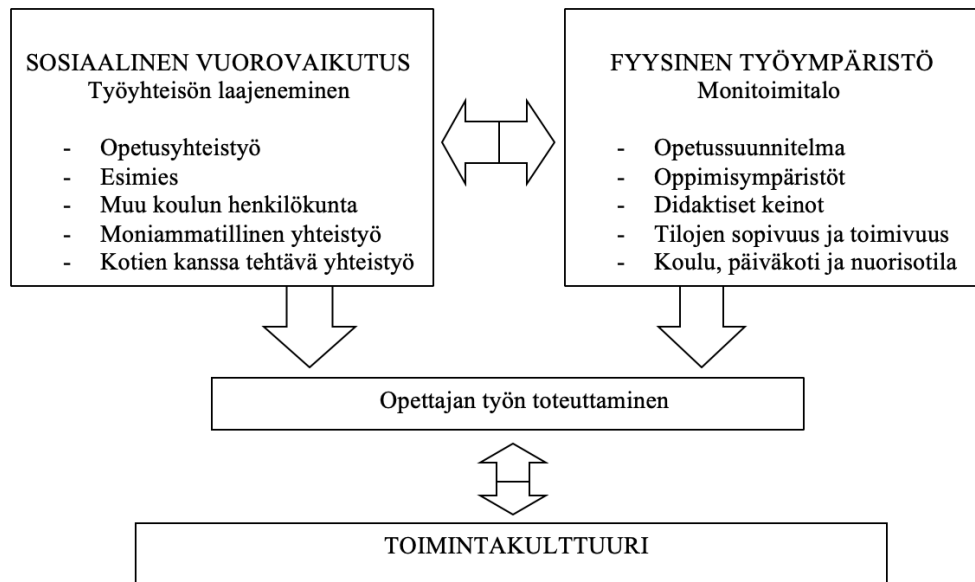 SOSIAALINEN VUOROVAIKUTUS
Työyhteisön laajeneminen
- Opetusyhteistyö
- Esimies
- Muu koulun henkilökunta
- Moniammatillinen yhteistyö
- Kotien kanssa tehtävä yhteistyö
FYYSINEN TYÖYMPÄRISTÖ
Monitoimitalo
- Opetussuunnitelma
- Oppimisympäristöt
- Didaktiset keinot
- Tilojen sopivuus ja toimivuus
- Koulu, päiväkoti ja nuorisotila
Opettajan työn toteuttaminen
TOIMINTAKULTTUURI